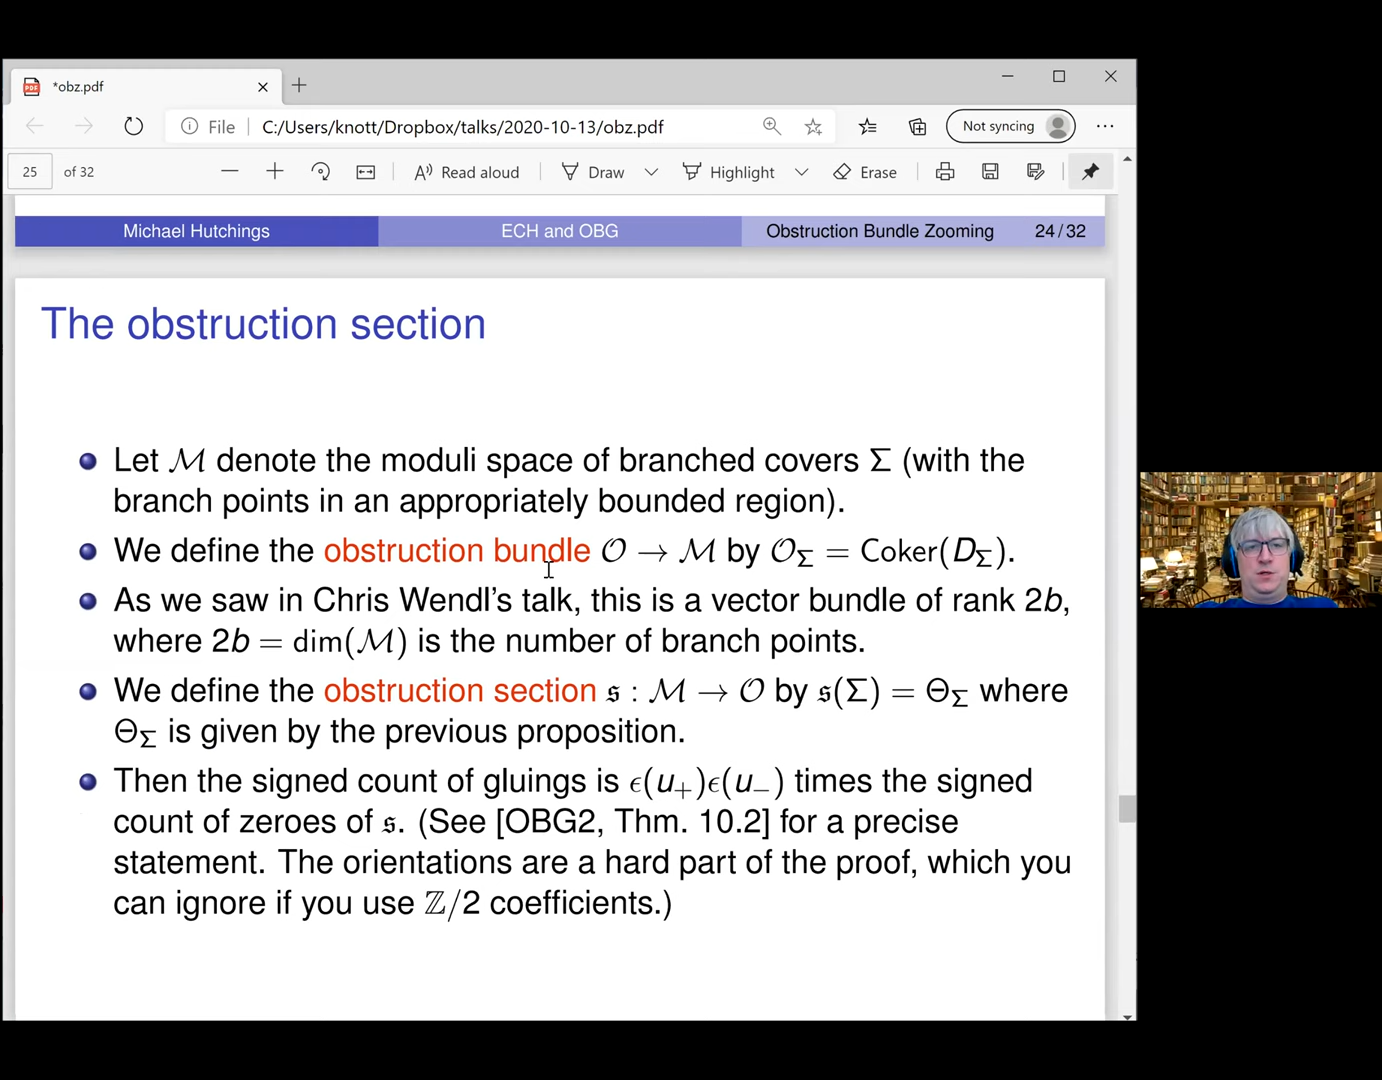 *obz.pdf
File C:/Users/knott/Dropbox/talks/2020-10-13/obz.pdf Not syncing
25 of 32 Read aloud Draw Highlight Erase
Michael Hutchings ECH and OBG Obstruction Bundle Zooming 24/32
The obstruction section
Let ℳ denote the moduli space of branched covers Σ (with the
branch points in an appropriately bounded region).
We define the obstruction bundle 𝒪 → ℳ by 𝒪_Σ = Coker(D_Σ).
As we saw in Chris Wendl's talk, this is a vector bundle of rank 2b,
where 2b = dim(ℳ) is the number of branch points.
We define the obstruction section 𝔰 : ℳ → 𝒪 by 𝔰(Σ) = Θ_Σ where
Θ_Σ is given by the previous proposition.
Then the signed count of gluings is ϵ(u₊)ϵ(u₋) times the signed
count of zeroes of 𝔰. (See [OBG2, Thm. 10.2] for a precise
statement. The orientations are a hard part of the proof, which you
can ignore if you use ℤ/2 coefficients.)